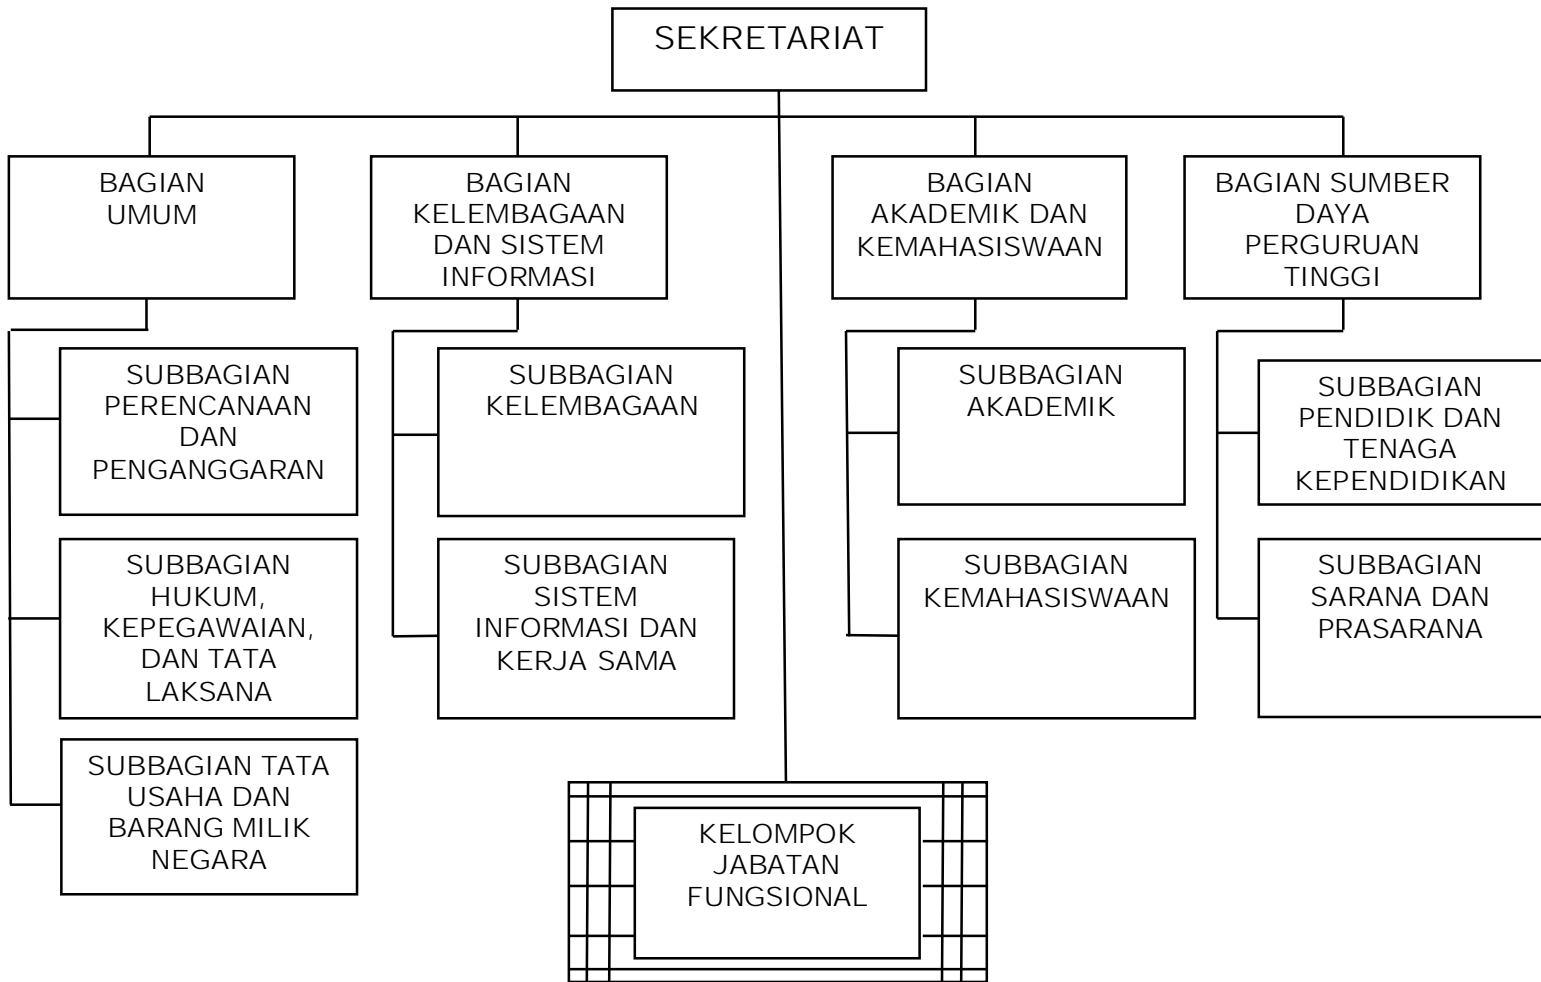 SEKRETARIAT
BAGIAN
UMUM
BAGIAN
KELEMBAGAAN
DAN SISTEM
INFORMASI
BAGIAN
AKADEMIK DAN
KEMAHASISWAAN
BAGIAN SUMBER
DAYA
PERGURUAN
TINGGI
SUBBAGIAN
PERENCANAAN
DAN
PENGANGGARAN
SUBBAGIAN
KELEMBAGAAN
SUBBAGIAN
AKADEMIK
SUBBAGIAN
PENDIDIK DAN
TENAGA
KEPENDIDIKAN
SUBBAGIAN
HUKUM,
KEPEGAWAIAN,
DAN TATA
LAKSANA
SUBBAGIAN
SISTEM
INFORMASI DAN
KERJA SAMA
SUBBAGIAN
KEMAHASISWAAN
SUBBAGIAN
SARANA DAN
PRASARANA
SUBBAGIAN TATA
USAHA DAN
BARANG MILIK
NEGARA
KELOMPOK
JABATAN
FUNGSIONAL